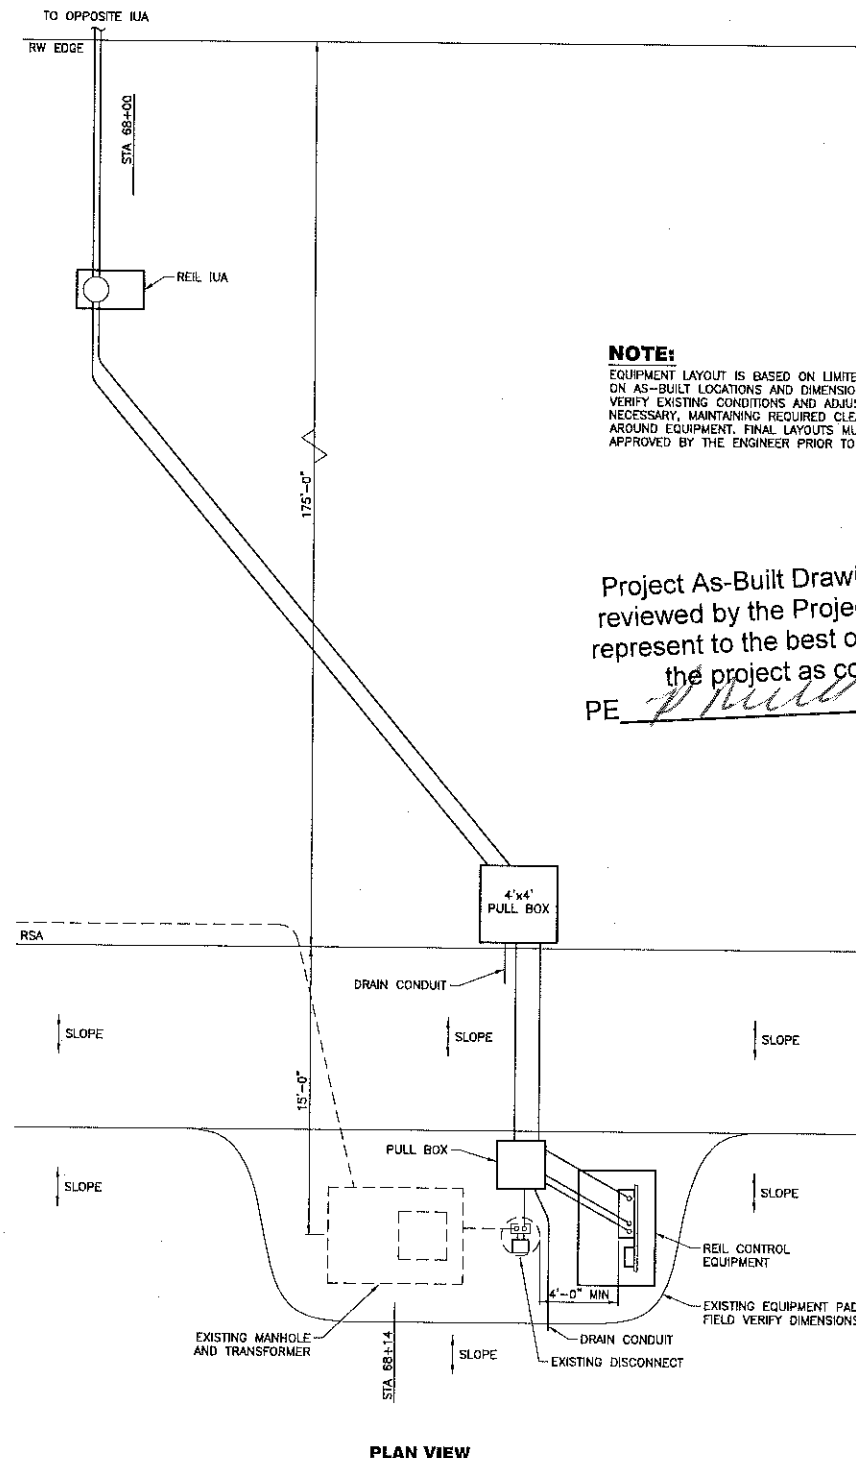 TO OPPOSITE IUA
RW EDGE
STA 68+00
REIL IUA
NOTE:
EQUIPMENT LAYOUT IS BASED ON LIMITE
ON AS-BUILT LOCATIONS AND DIMENSIO
VERIFY EXISTING CONDITIONS AND ADJUS
NECESSARY, MAINTAINING REQUIRED CLE
AROUND EQUIPMENT. FINAL LAYOUTS MU
APPROVED BY THE ENGINEER PRIOR TO
175'-0"
Project As-Built Drawi
reviewed by the Projec
represent to the best o
the project as co
PE
4'x4'
PULL BOX
RSA
DRAIN CONDUIT
SLOPE
SLOPE
SLOPE
15'-0"
PULL BOX
SLOPE
SLOPE
REIL CONTROL
EQUIPMENT
4'-0" MIN
EXISTING EQUIPMENT PAD
FIELD VERIFY DIMENSIONS
EXISTING MANHOLE
AND TRANSFORMER
DRAIN CONDUIT
SLOPE
EXISTING DISCONNECT
STA 68+14
PLAN VIEW